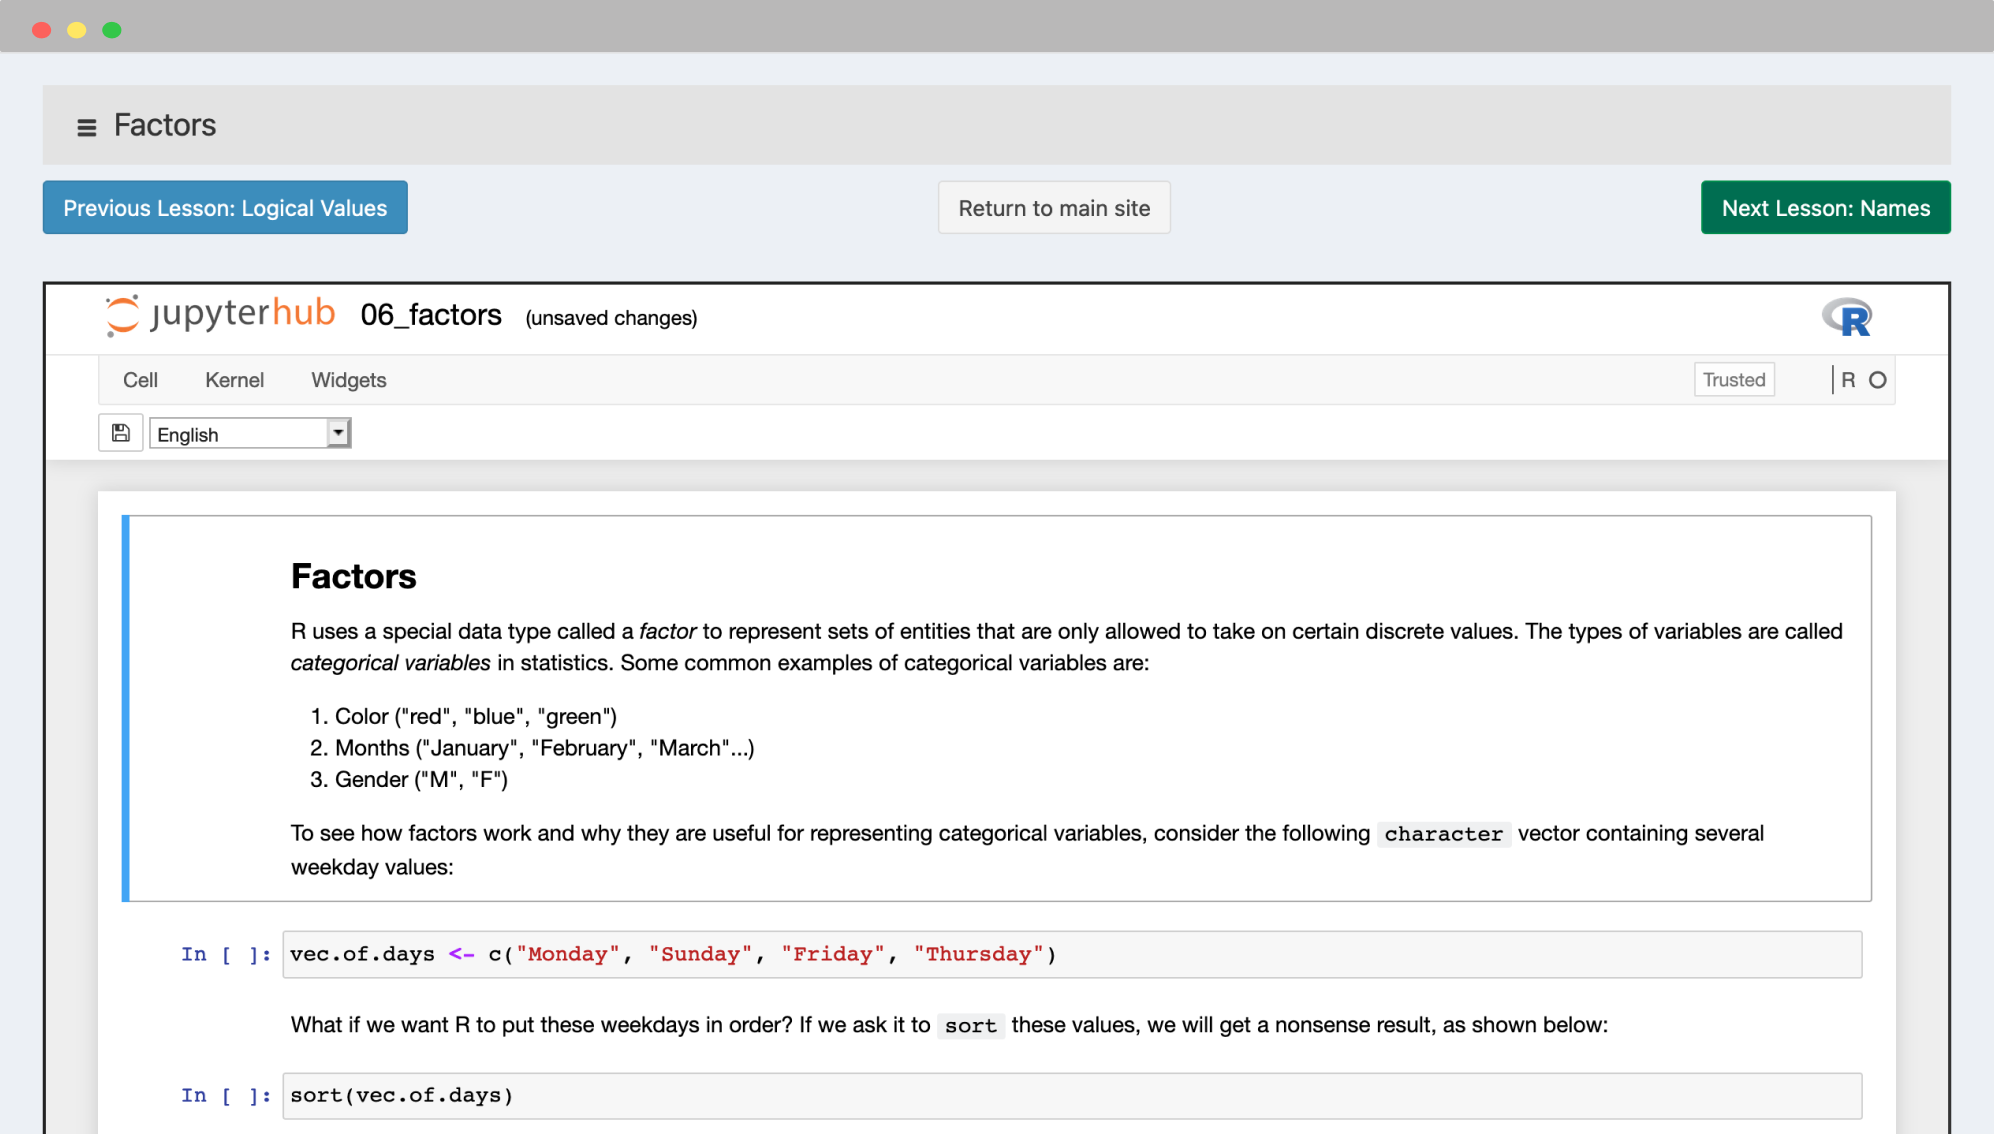 Factors
Previous Lesson: Logical Values
Return to main site
Next Lesson: Names
jupyterhub 06_factors (unsaved changes)
R
Cell Kernel Widgets Trusted R
English
Factors
R uses a special data type called a factor to represent sets of entities that are only allowed to take on certain discrete values. The types of variables are called
categorical variables in statistics. Some common examples of categorical variables are:
1. Color ("red", "blue", "green")
2. Months ("January", "February", "March"...)
3. Gender ("M", "F")
To see how factors work and why they are useful for representing categorical variables, consider the following character vector containing several
weekday values:
In [ ]: vec.of.days <- c("Monday", "Sunday", "Friday", "Thursday")
What if we want R to put these weekdays in order? If we ask it to sort these values, we will get a nonsense result, as shown below:
In [ ]: sort(vec.of.days)